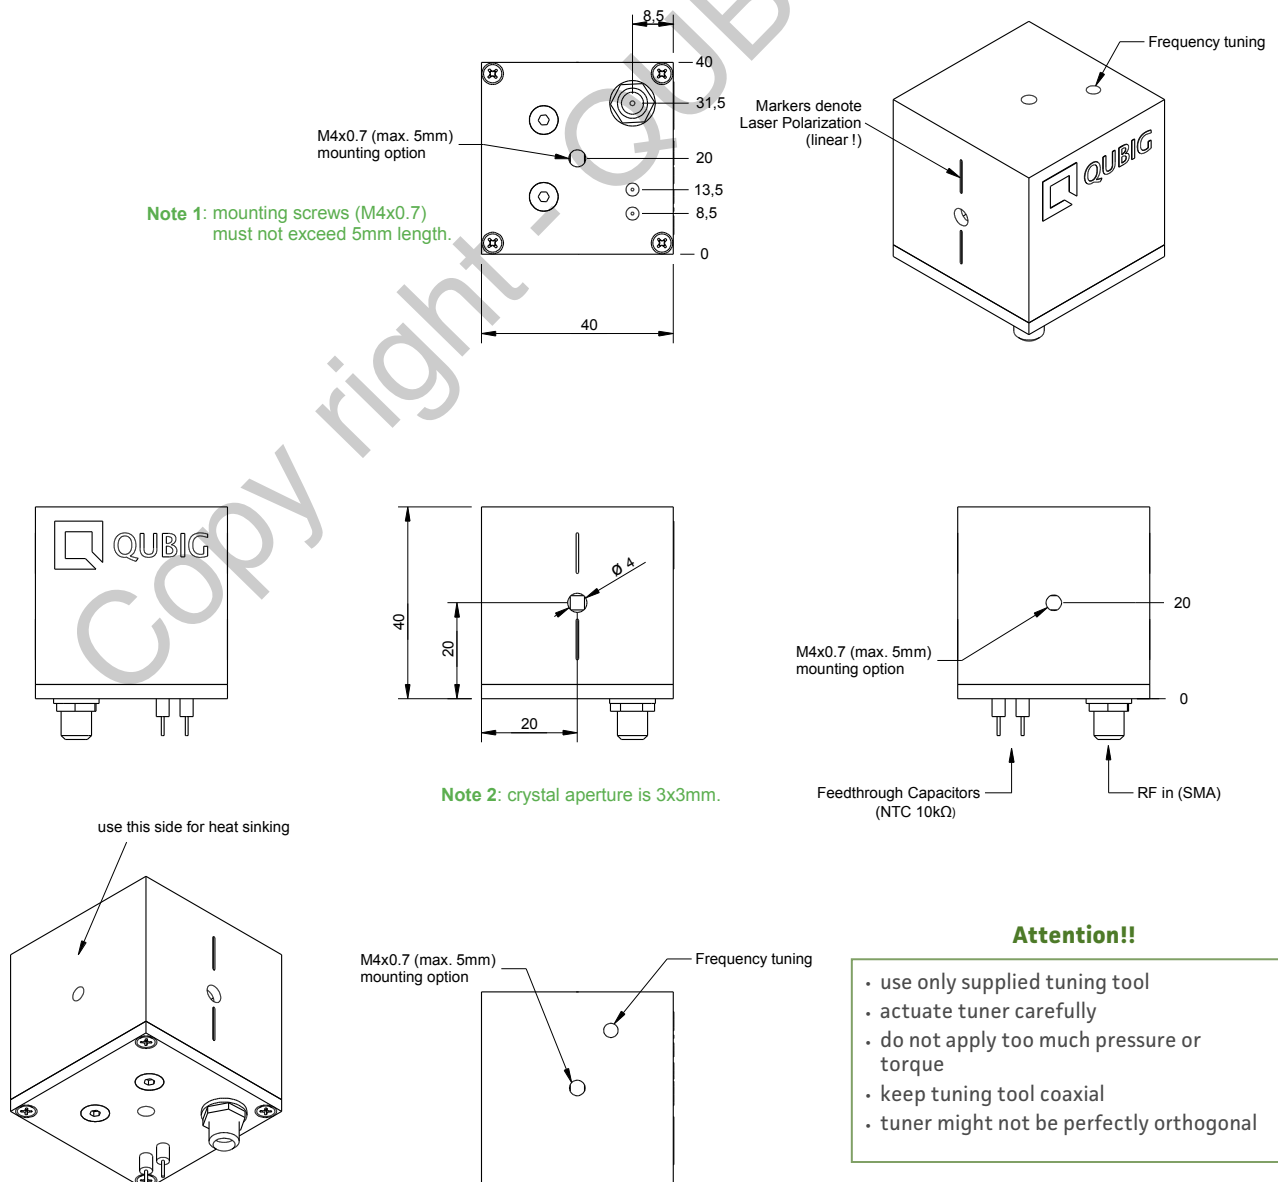 8,5
40
31,5
20
13,5
8,5
0
40
M4x0.7 (max. 5mm)
mounting option
Note 1: mounting screws (M4x0.7)
must not exceed 5mm length.
Frequency tuning
Markers denote
Laser Polarization
(linear !)
QUBIG
Copy right - QUB
QUBIG
40
20
20
Ø 4
Note 2: crystal aperture is 3x3mm.
M4x0.7 (max. 5mm)
mounting option
20
0
Feedthrough Capacitors
(NTC 10kΩ)
RF in (SMA)
use this side for heat sinking
M4x0.7 (max. 5mm)
mounting option
Frequency tuning
Attention!!
· use only supplied tuning tool
· actuate tuner carefully
· do not apply too much pressure or
torque
· keep tuning tool coaxial
· tuner might not be perfectly orthogonal